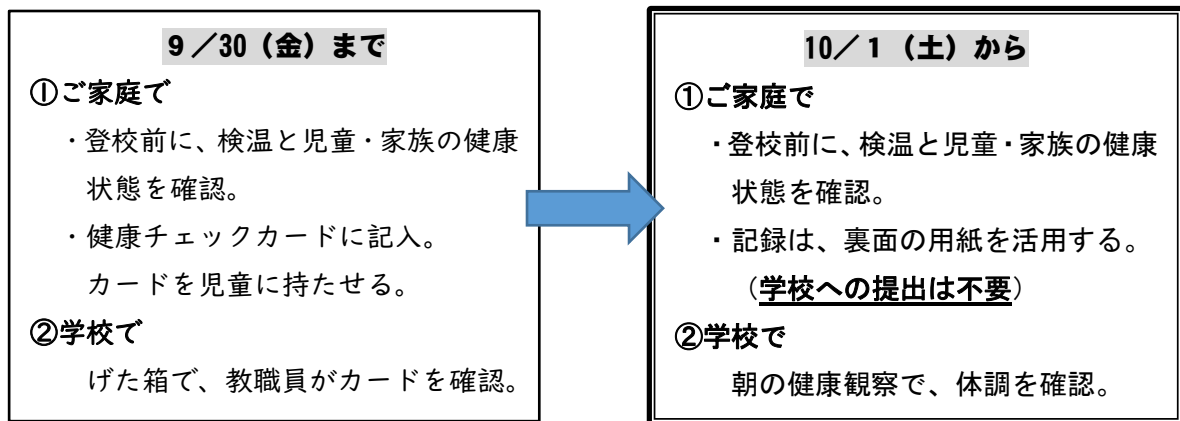 ９／30（金）まで
①ご家庭で
・登校前に、検温と児童・家族の健康
状態を確認。
・健康チェックカードに記入。
カードを児童に持たせる。
②学校で
げた箱で、教職員がカードを確認。
10／１（土）から
①ご家庭で
・登校前に、検温と児童・家族の健康
状態を確認。
・記録は、裏面の用紙を活用する。
（学校への提出は不要）
②学校で
朝の健康観察で、体調を確認。